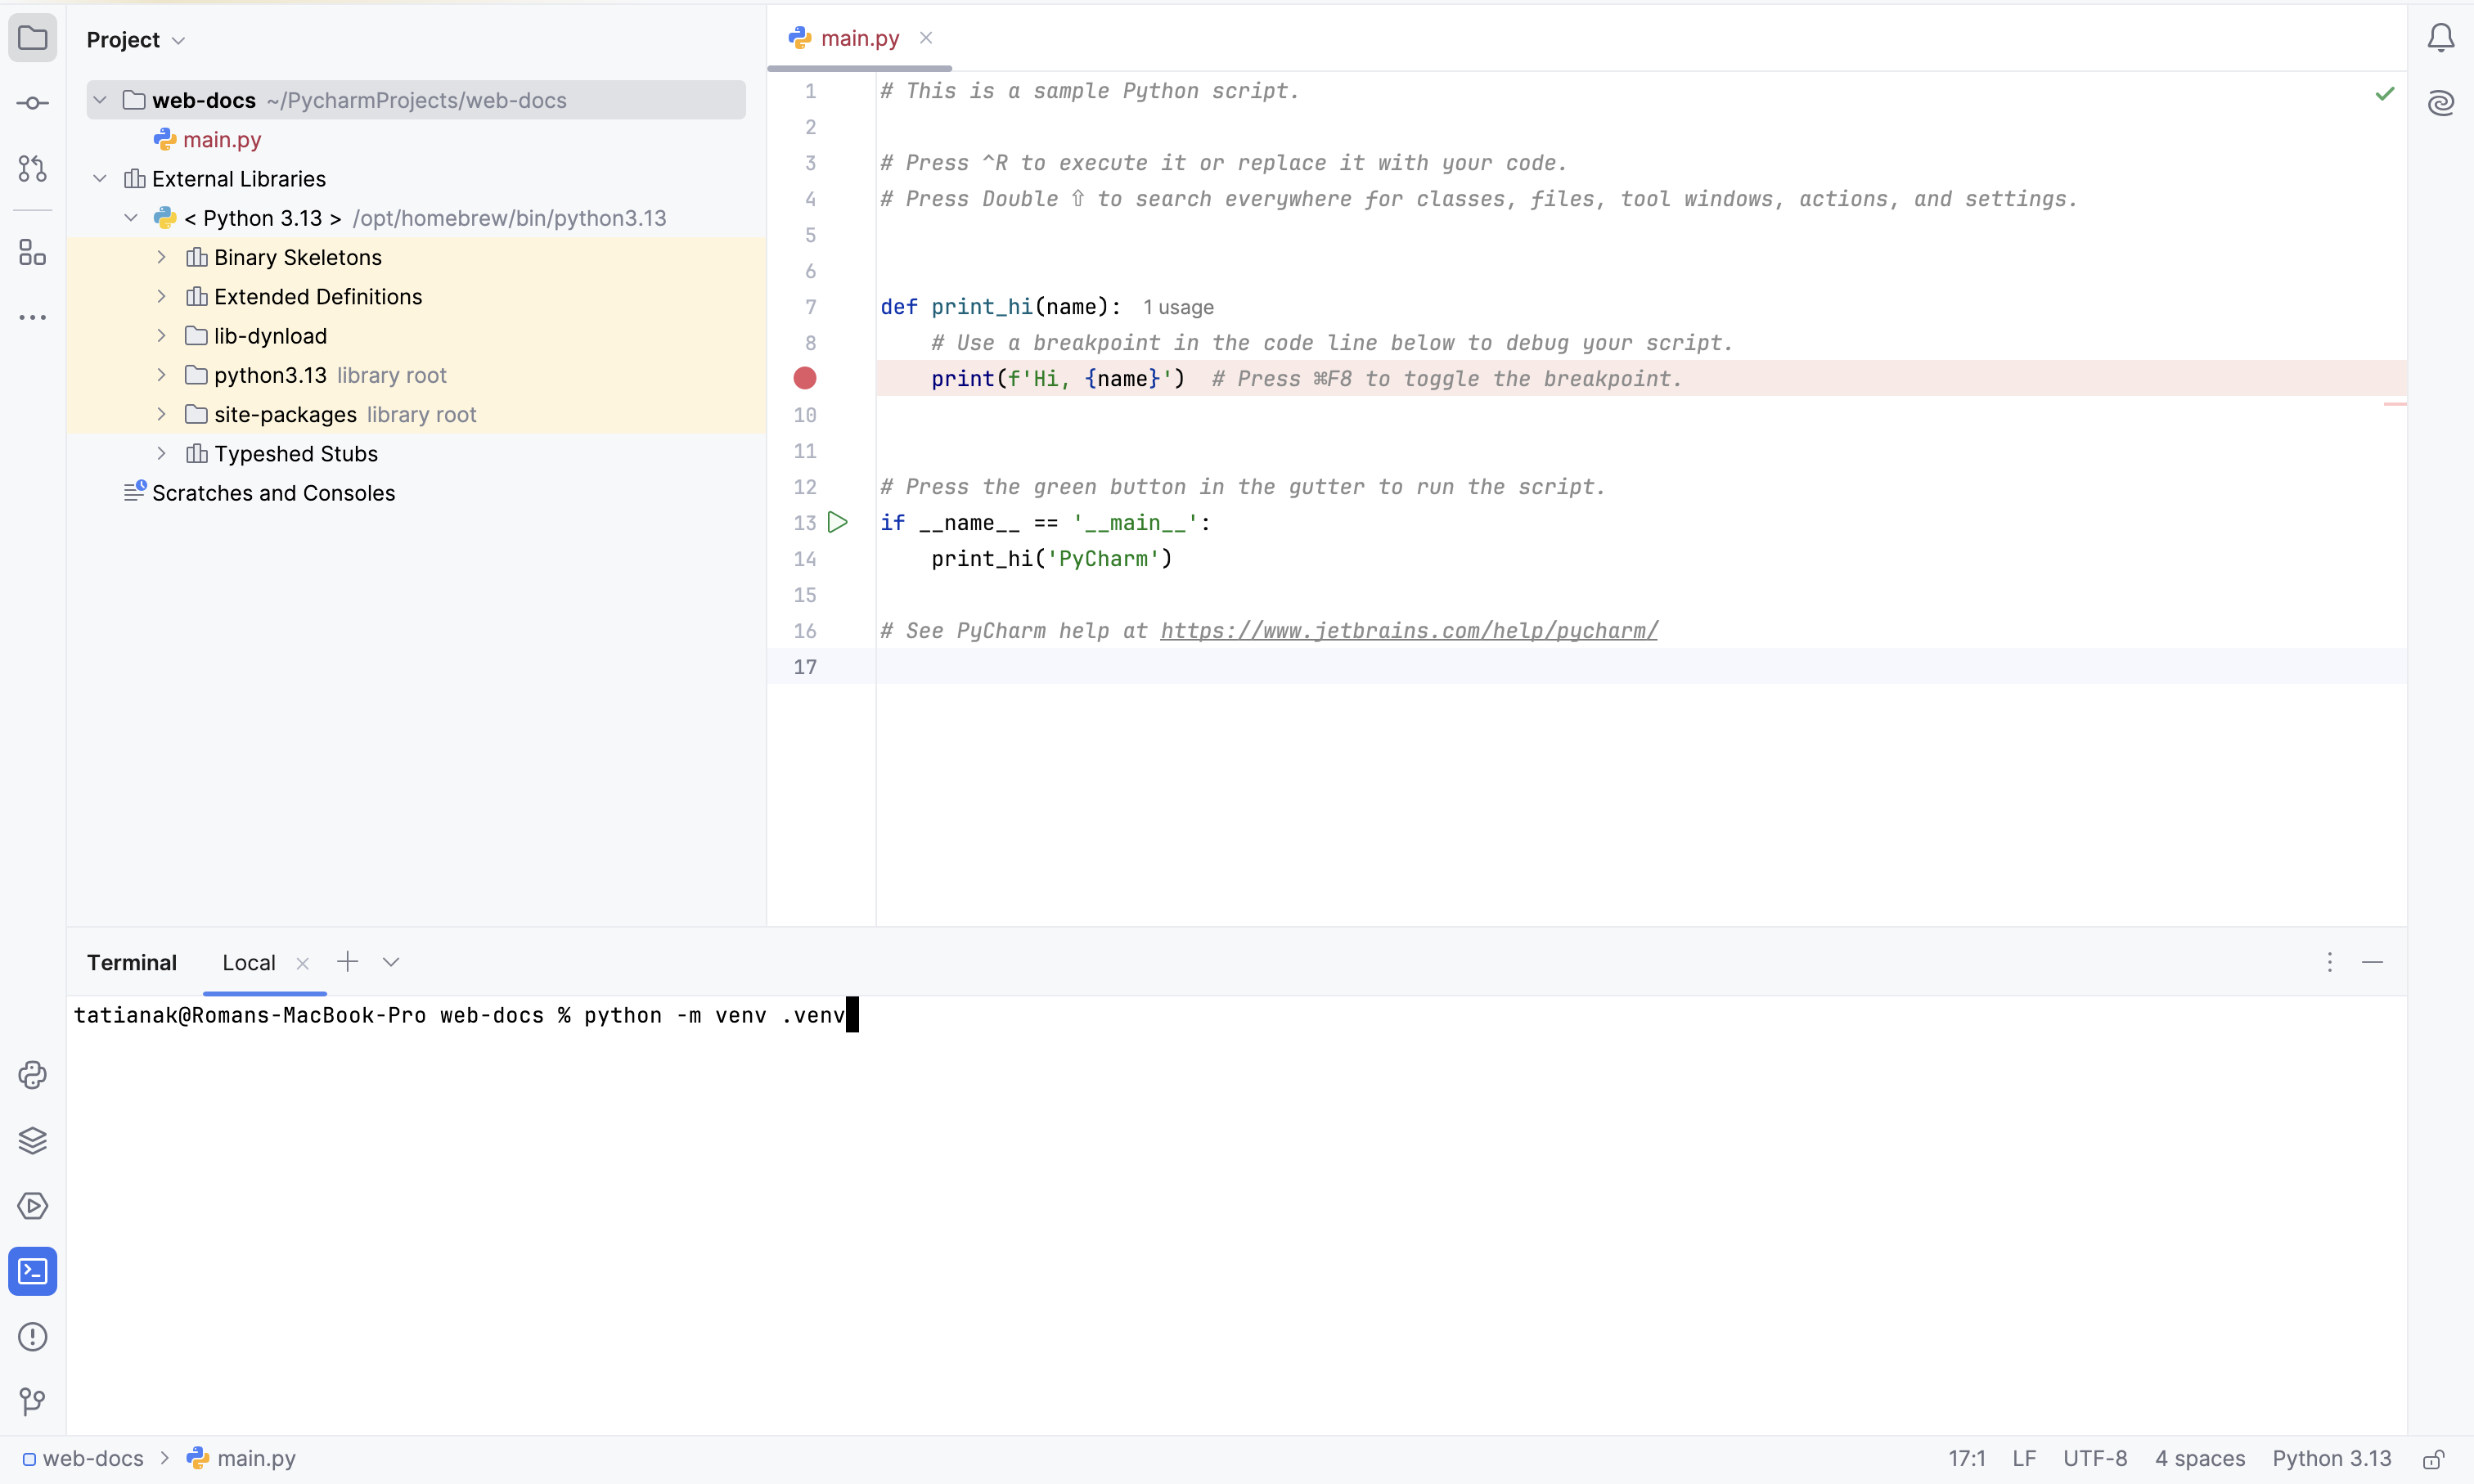 Project
web-docs ~/PycharmProjects/web-docs
main.py
External Libraries
< Python 3.13 > /opt/homebrew/bin/python3.13
Binary Skeletons
Extended Definitions
lib-dynload
python3.13 library root
site-packages library root
Typeshed Stubs
Scratches and Consoles
main.py
1 # This is a sample Python script.
2
3 # Press ^R to execute it or replace it with your code.
4 # Press Double ⇧ to search everywhere for classes, files, tool windows, actions, and settings.
5
6
7 def print_hi(name): 1 usage
8     # Use a breakpoint in the code line below to debug your script.
    print(f'Hi, {name}')  # Press ⌘F8 to toggle the breakpoint.
10
11
12 # Press the green button in the gutter to run the script.
13 if __name__ == '__main__':
14     print_hi('PyCharm')
15
16 # See PyCharm help at https://www.jetbrains.com/help/pycharm/
17
Terminal Local
tatianak@Romans-MacBook-Pro web-docs % python -m venv .venv
web-docs > main.py
17:1 LF UTF-8 4 spaces Python 3.13